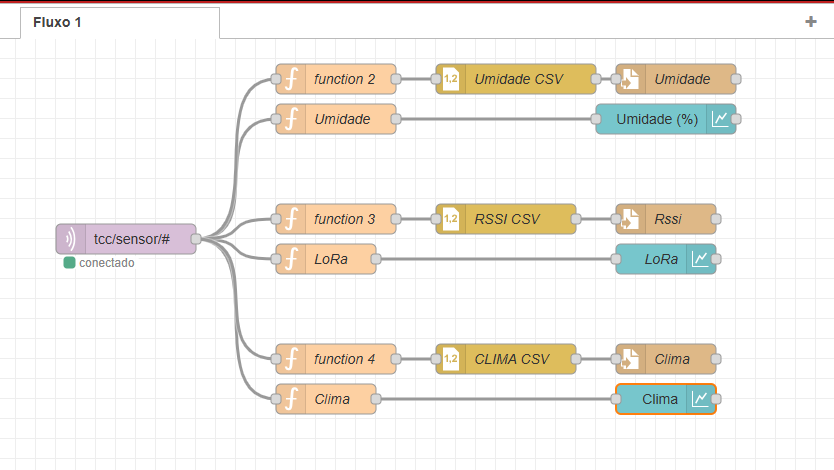 Fluxo 1
+
function 2
1,2
Umidade CSV
Umidade
Umidade
Umidade (%)
tcc/sensor/#
conectado
function 3
1,2
RSSI CSV
Rssi
LoRa
LoRa
function 4
1,2
CLIMA CSV
Clima
Clima
Clima